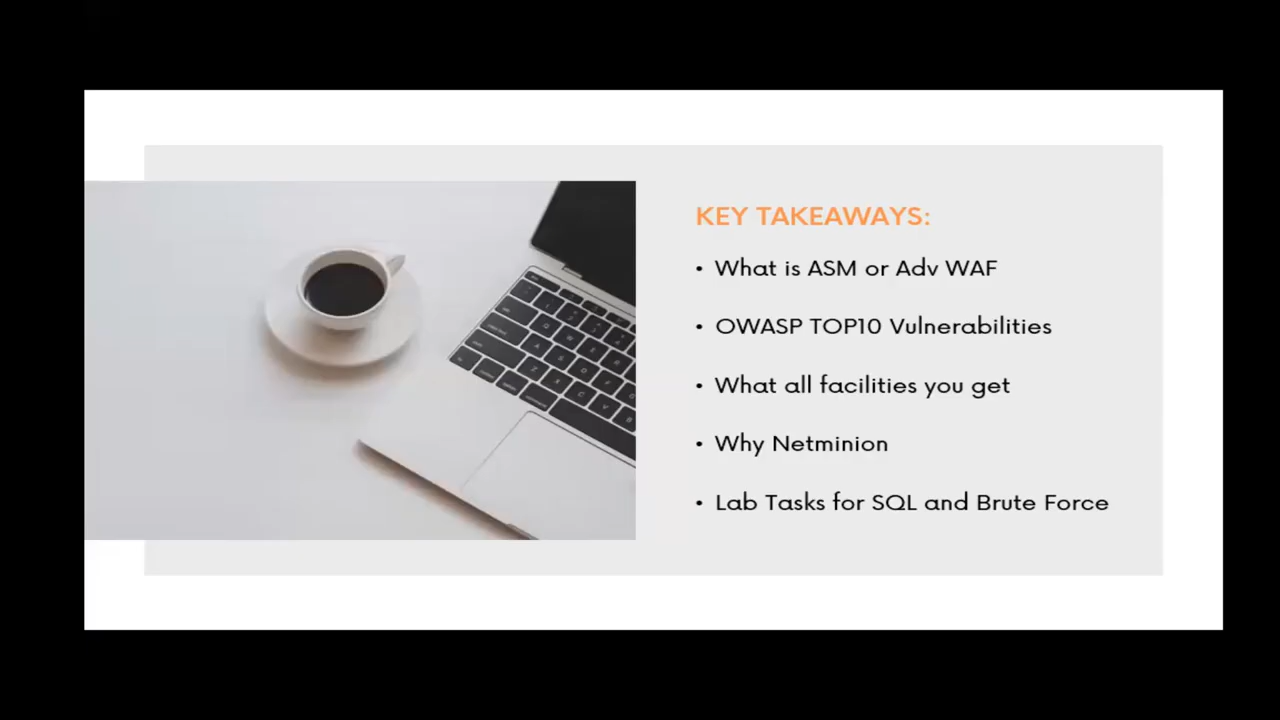 KEY TAKEAWAYS:
• What is ASM or Adv WAF
• OWASP TOP10 Vulnerabilities
• What all facilities you get
• Why Netminion
• Lab Tasks for SQL and Brute Force